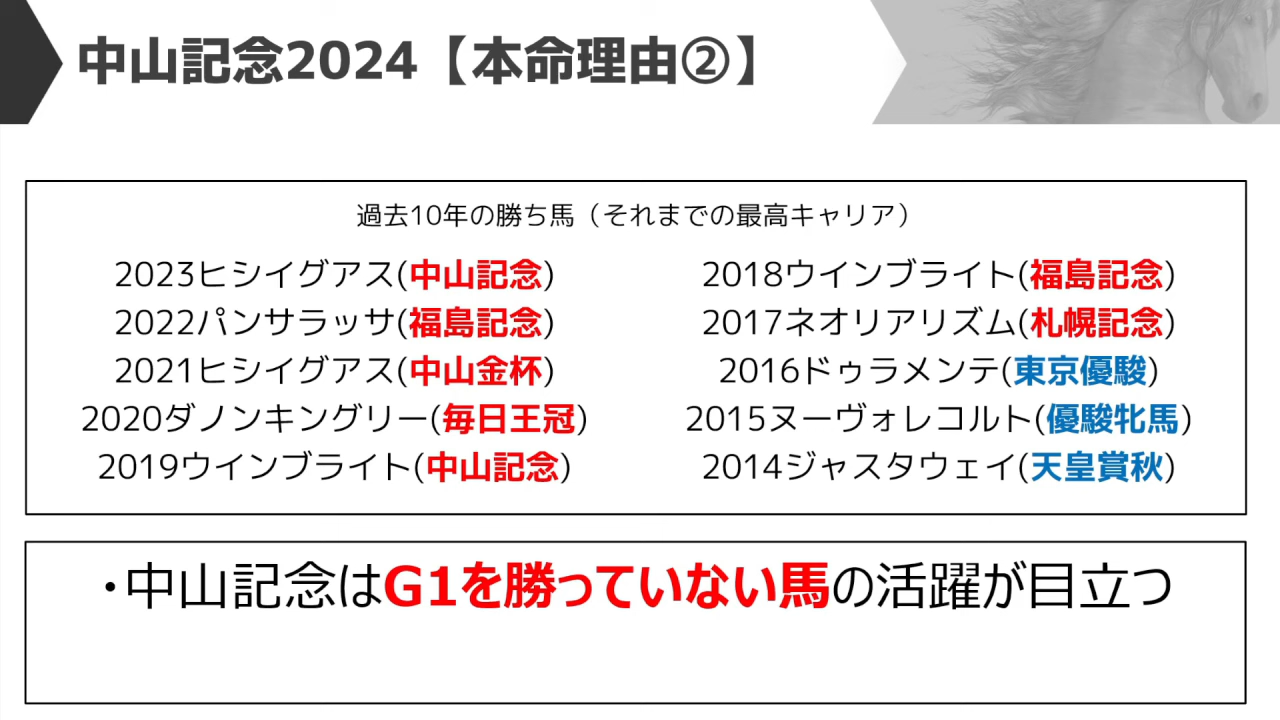 中山記念2024【本命理由②】
過去10年の勝ち馬（それまでの最高キャリア）
2023ヒシイグアス(中山記念)
2022パンサラッサ(福島記念)
2021ヒシイグアス(中山金杯)
2020ダノンキングリー(毎日王冠)
2019ウインブライト(中山記念)
2018ウインブライト(福島記念)
2017ネオリアリズム(札幌記念)
2016ドゥラメンテ(東京優駿)
2015ヌーヴォレコルト(優駿牝馬)
2014ジャスタウェイ(天皇賞秋)
・中山記念はG1を勝っていない馬の活躍が目立つ